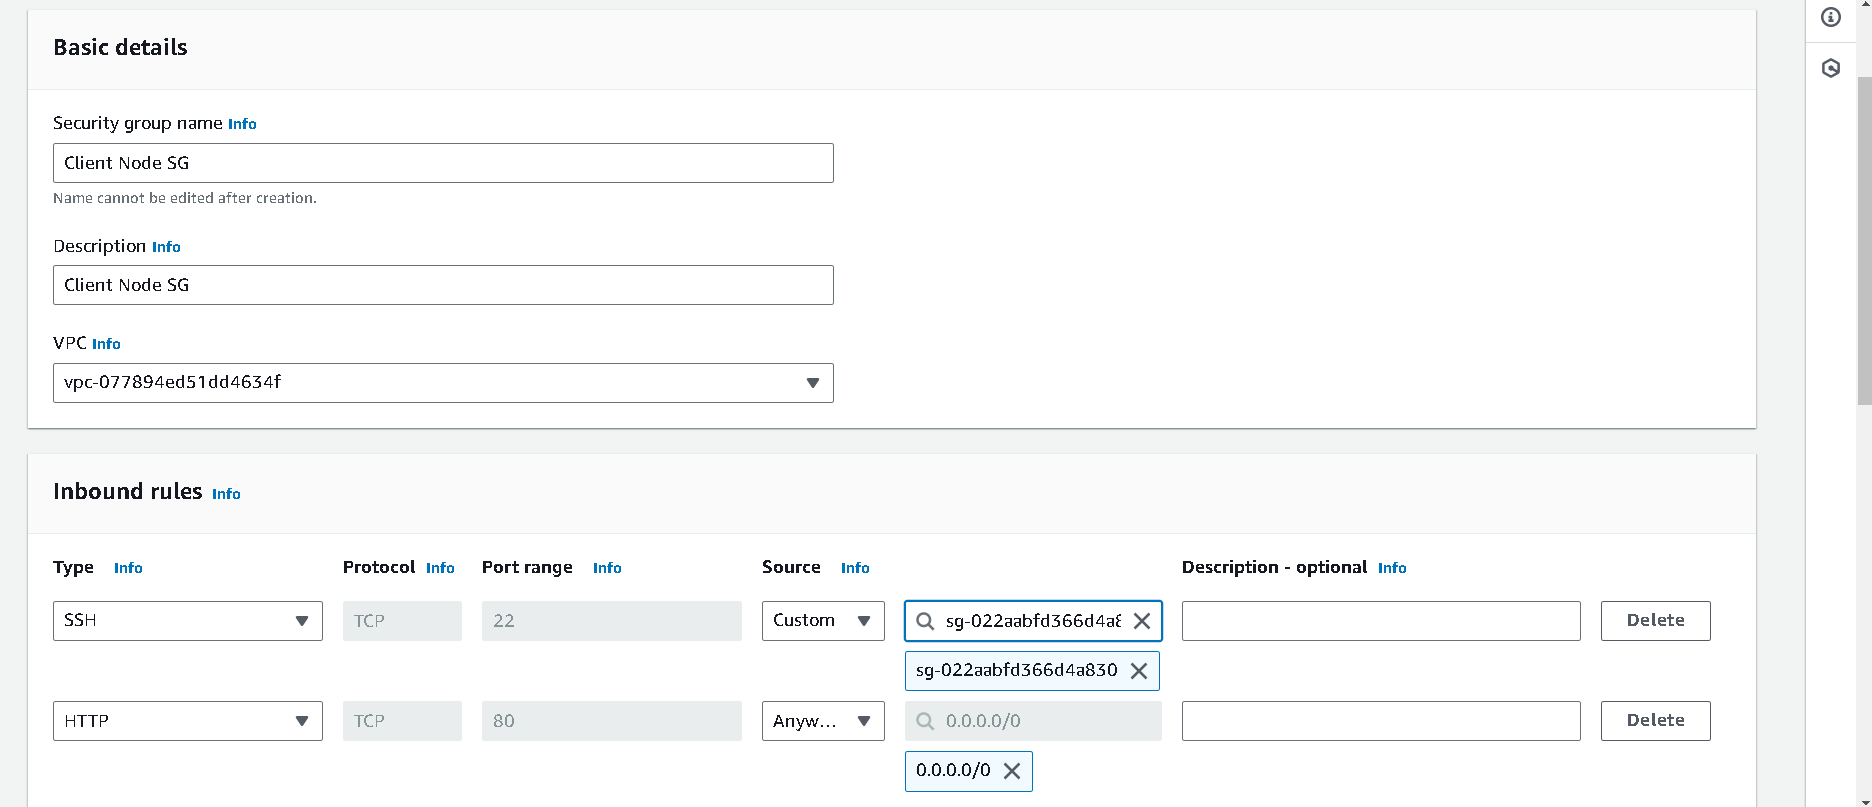 Basic details
Security group name Info
Client Node SG
Name cannot be edited after creation.
Description Info
Client Node SG
VPC Info
vpc-077894ed51dd4634f
Inbound rules Info
Type Info Protocol Info Port range Info Source Info Description - optional Info
SSH TCP 22 Custom sg-022aabfd366d4a8 Delete
sg-022aabfd366d4a830
HTTP TCP 80 Anyw... 0.0.0.0/0 Delete
0.0.0.0/0